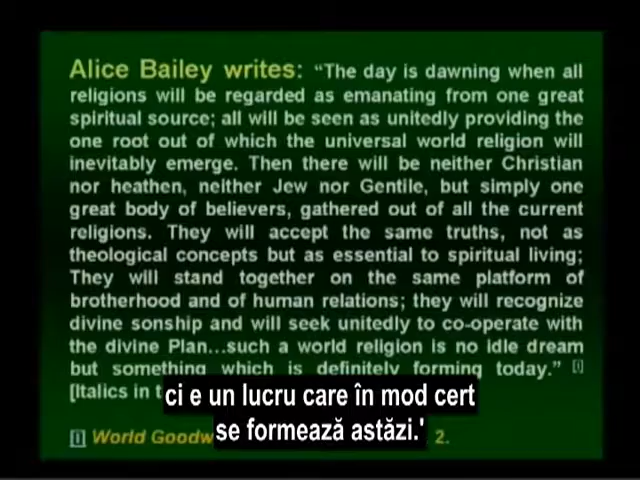 Alice Bailey writes: “The day is dawning when all
religions will be regarded as emanating from one great
spiritual source; all will be seen as unitedly providing the
one root out of which the universal world religion will
inevitably emerge. Then there will be neither Christian
nor heathen, neither Jew nor Gentile, but simply one
great body of believers, gathered out of all the current
religions. They will accept the same truths, not as
theological concepts but as essential to spiritual living;
They will stand together on the same platform of
brotherhood and of human relations; they will recognize
divine sonship and will seek unitedly to co-operate with
the divine Plan...such a world religion is no idle dream
but something which is definitely forming today.” [i]
[Italics in
ci e un lucru care în mod cert
se formează astăzi.'
[i] World 2.